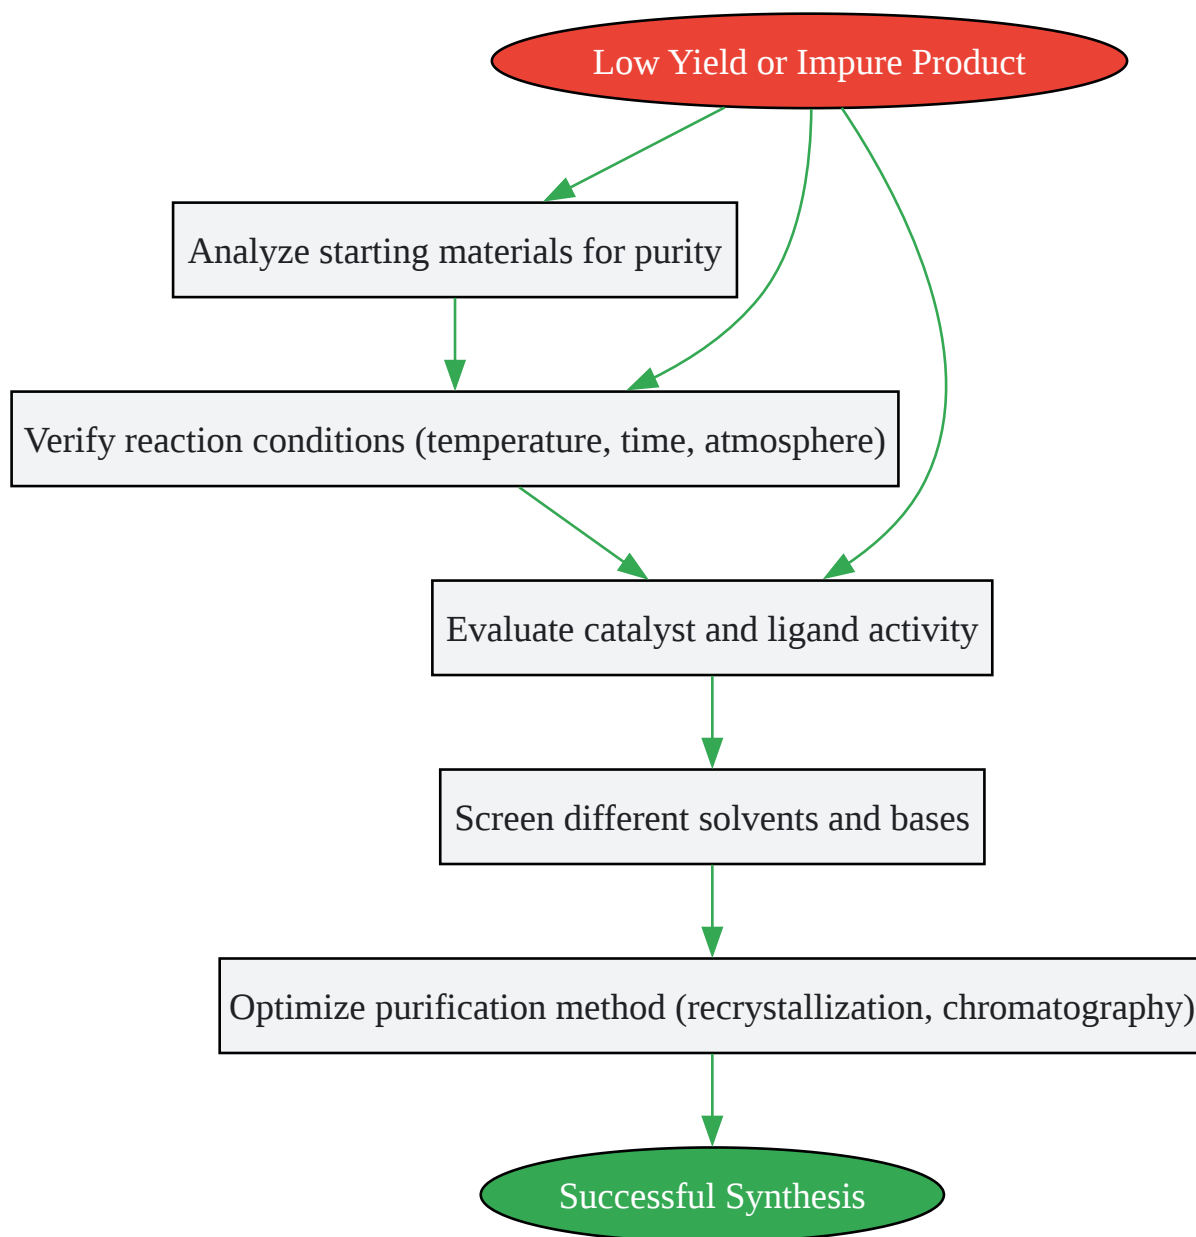 Low Yield or Impure Product
Analyze starting materials for purity
Verify reaction conditions (temperature, time, atmosphere)
Evaluate catalyst and ligand activity
Screen different solvents and bases
Optimize purification method (recrystallization, chromatography)
Successful Synthesis